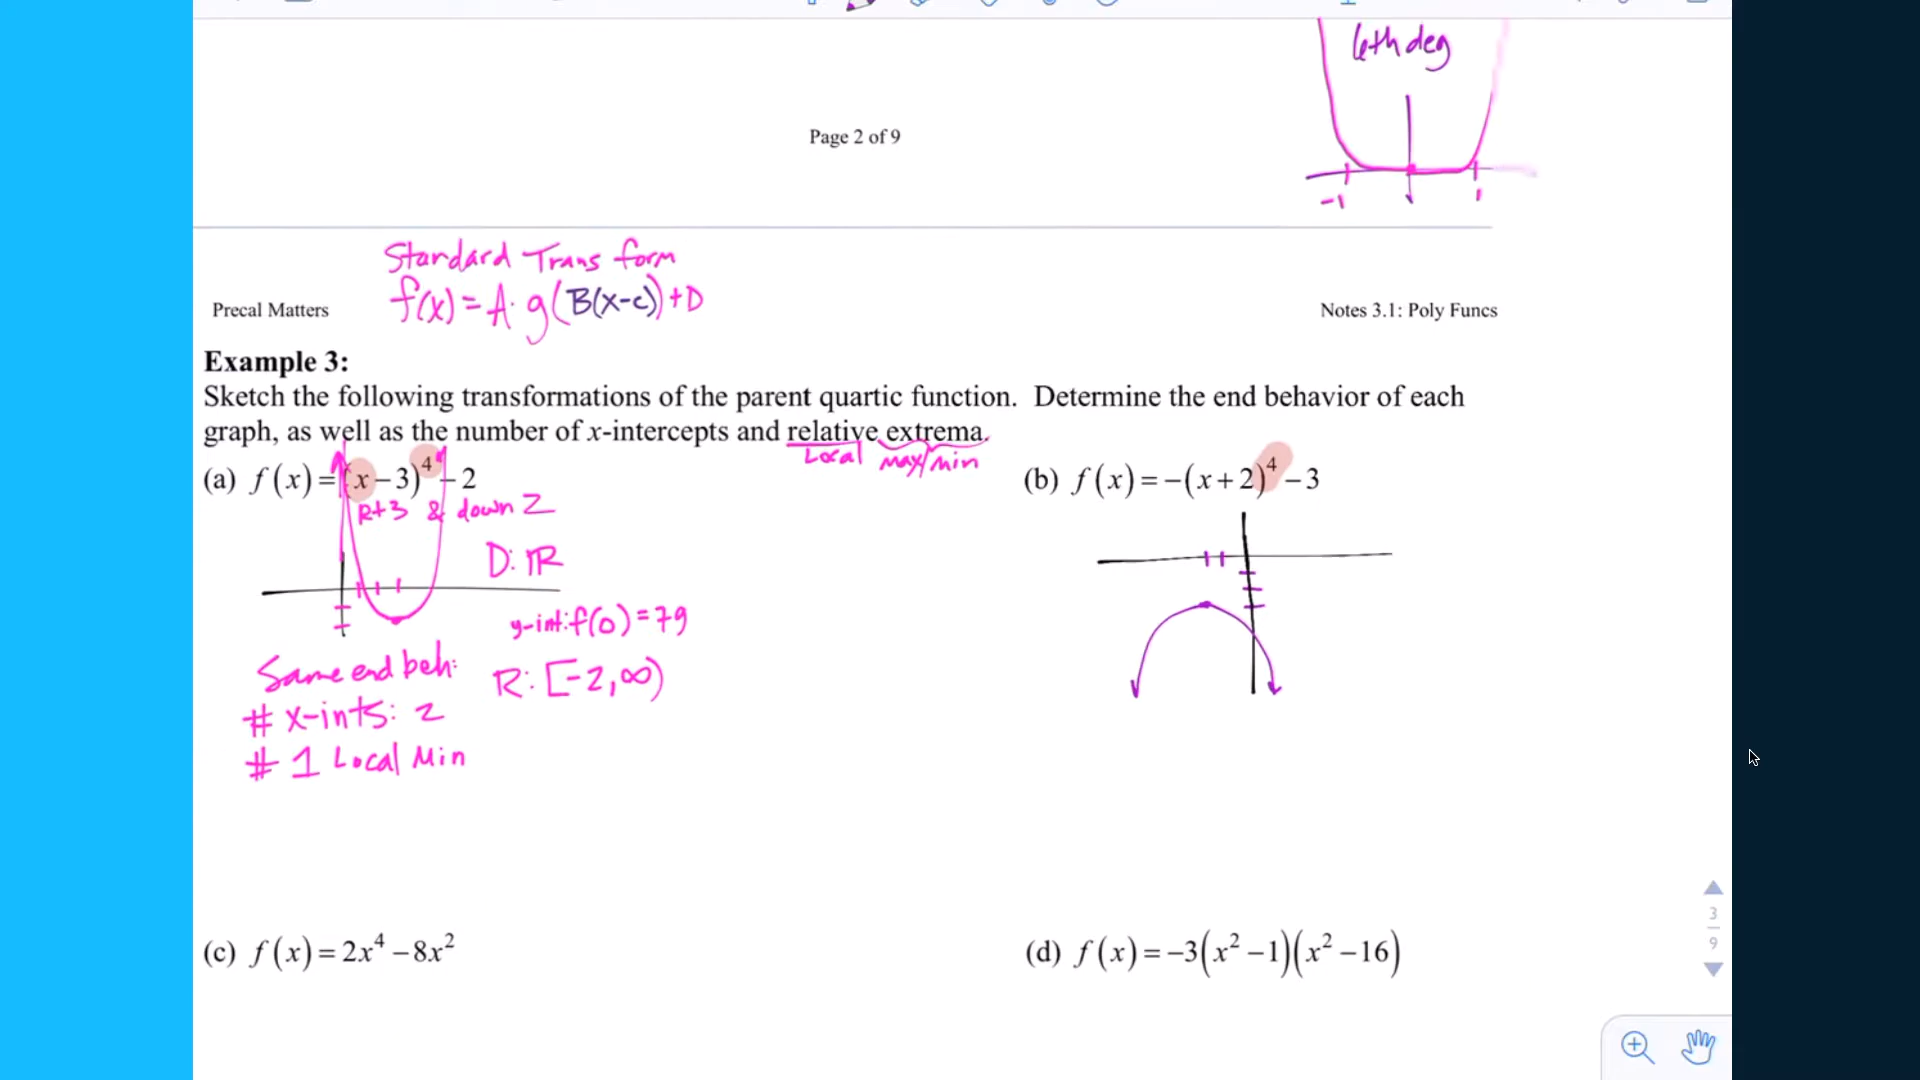 6th deg
Page 2 of 9
-1 1
Standard Trans form
f(x) = A·g(B(x-c))+D
Precal Matters
Notes 3.1: Poly Funcs
Example 3:
Sketch the following transformations of the parent quartic function. Determine the end behavior of each
graph, as well as the number of x-intercepts and relative extrema.
Local max/min
(a) f(x) = (x−3)⁴ −2
(b) f(x) = −(x+2)⁴ −3
R+3 & down 2
D: ℝ
y-int: f(0) = 79
Same end beh:
R: [-2, ∞)
# x-ints: 2
# 1 Local Min
(c) f(x) = 2x⁴ −8x²
(d) f(x) = −3(x² −1)(x² −16)
3
9